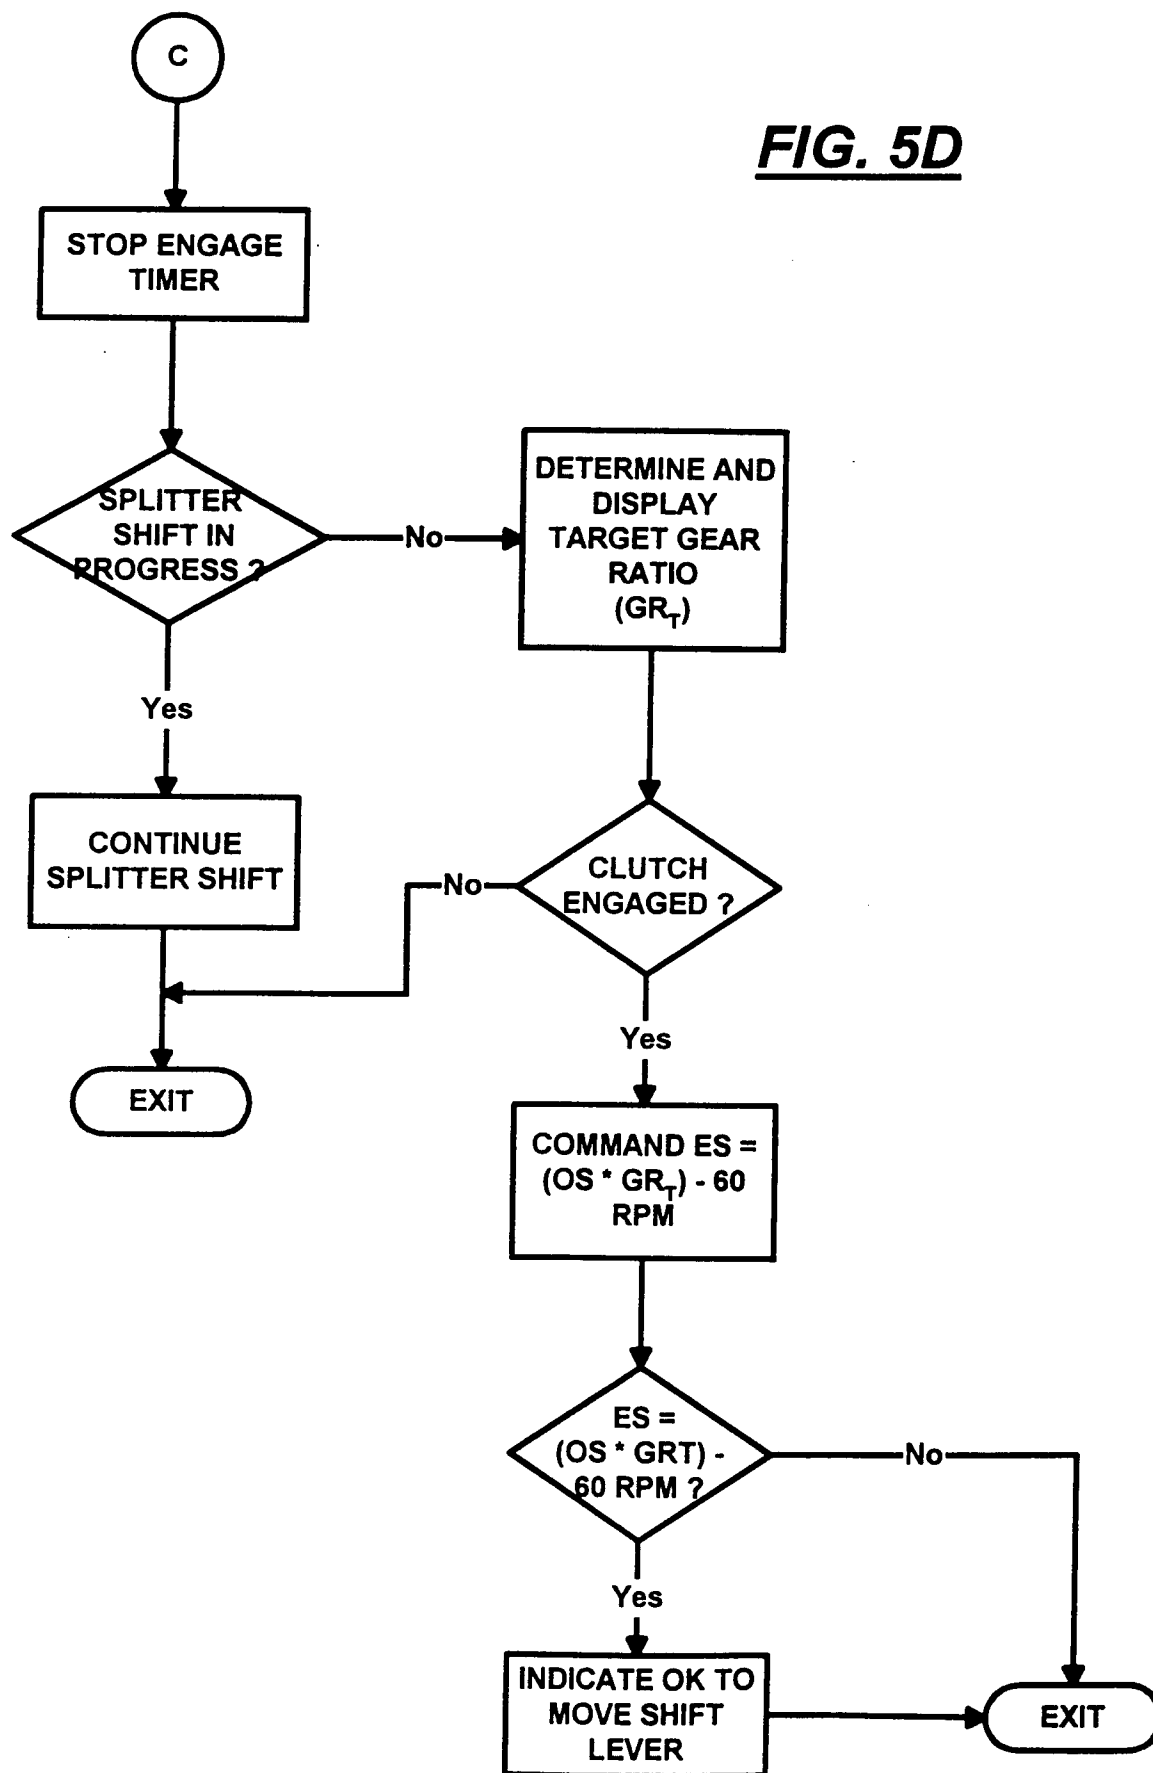 C
FIG. 5D
STOP ENGAGE
TIMER
SPLITTER
SHIFT IN
PROGRESS ?
No
DETERMINE AND
DISPLAY
TARGET GEAR
RATIO
(GR_T)
Yes
CONTINUE
SPLITTER SHIFT
No
CLUTCH
ENGAGED ?
Yes
EXIT
COMMAND ES =
(OS * GR_T) - 60
RPM
ES =
(OS * GRT) -
60 RPM ?
No
Yes
INDICATE OK TO
MOVE SHIFT
LEVER
EXIT